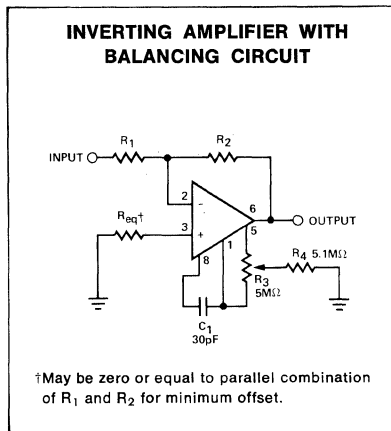 INVERTING AMPLIFIER WITH
BALANCING CIRCUIT
R1
R2
INPUT
2
-
6
OUTPUT
Req†
3
+
1
5
8
R4 5.1MΩ
R3
5MΩ
C1
30pF
†May be zero or equal to parallel combination
of R1 and R2 for minimum offset.